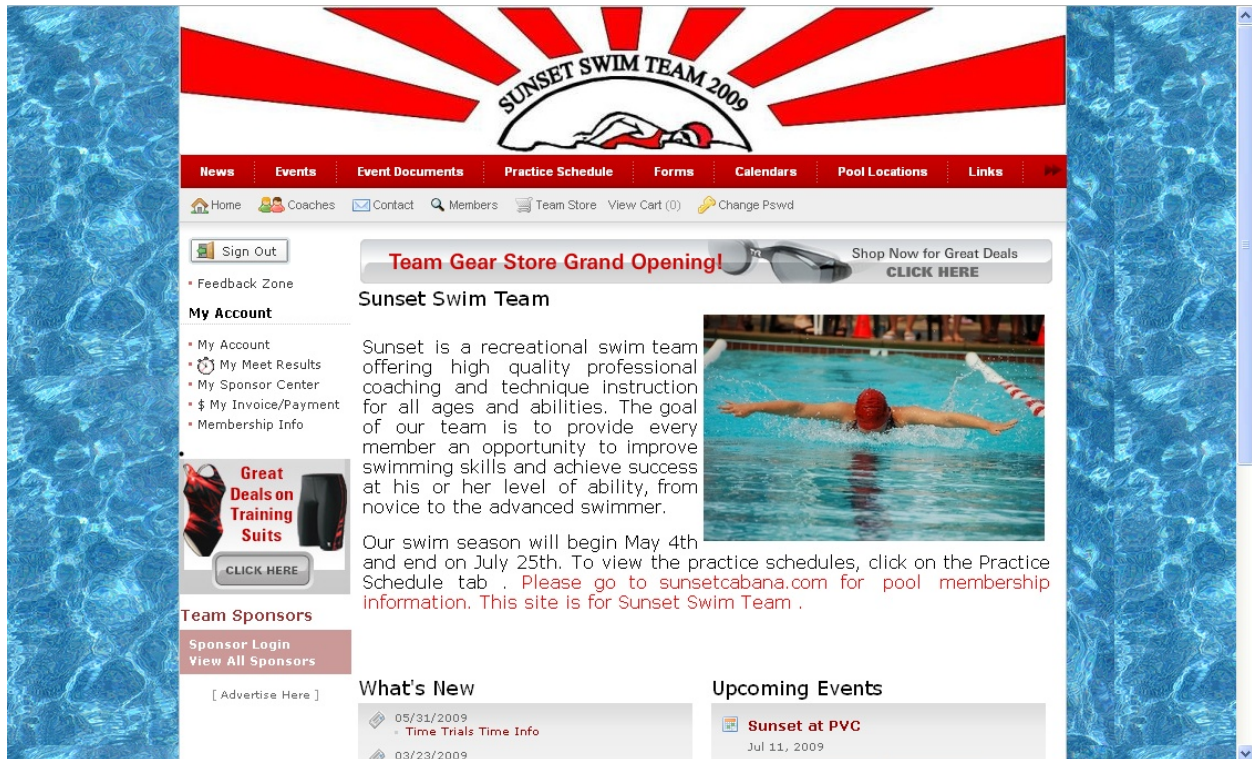 SUNSET SWIM TEAM 2009
News Events Event Documents Practice Schedule Forms Calendars Pool Locations Links
Home Coaches Contact Members Team Store View Cart (0) Change Pswd
Sign Out
Feedback Zone
My Account
My Account
My Meet Results
My Sponsor Center
$ My Invoice/Payment
Membership Info
Great
Deals on
Training
Suits
CLICK HERE
Team Sponsors
Sponsor Login
View All Sponsors
[ Advertise Here ]
Team Gear Store Grand Opening!
Shop Now for Great Deals
CLICK HERE
Sunset Swim Team
Sunset is a recreational swim team
offering high quality professional
coaching and technique instruction
for all ages and abilities. The goal
of our team is to provide every
member an opportunity to improve
swimming skills and achieve success
at his or her level of ability, from
novice to the advanced swimmer.
Our swim season will begin May 4th
and end on July 25th. To view the practice schedules, click on the Practice
Schedule tab . Please go to sunsetcabana.com for pool membership
information. This site is for Sunset Swim Team .
What's New
05/31/2009
Time Trials Time Info
03/23/2009
Upcoming Events
Sunset at PVC
Jul 11, 2009